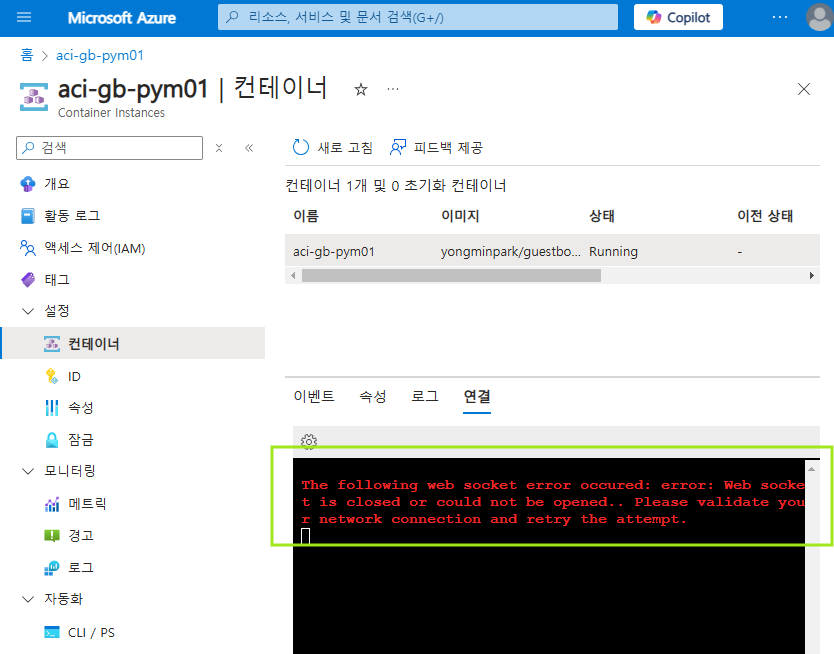 Microsoft Azure
리소스, 서비스 및 문서 검색(G+/)
Copilot
홈 > aci-gb-pym01
aci-gb-pym01 | 컨테이너
Container Instances
검색
개요
활동 로그
액세스 제어(IAM)
태그
설정
컨테이너
ID
속성
잠금
모니터링
메트릭
경고
로그
자동화
CLI / PS
새로 고침 피드백 제공
컨테이너 1개 및 0 초기화 컨테이너
이름 이미지 상태 이전 상태
aci-gb-pym01 yongminpark/guestbo... Running -
이벤트 속성 로그 연결
The following web socket error occured: error: Web socke
t is closed or could not be opened.. Please validate you
r network connection and retry the attempt.